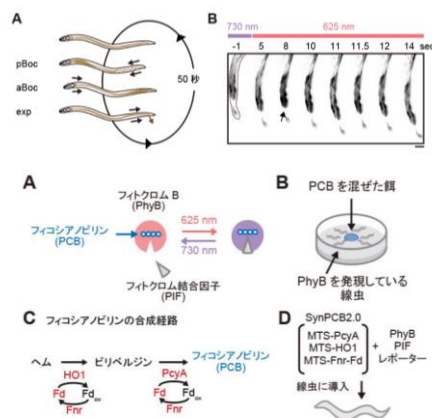 A
pBoc
aBoc
exp
50 秒
B
730 nm
625 nm
-1
5
8
10
11
11.5
12
14
sec
A
フィトクロム B
(PhyB)
フィコシアノビリン
(PCB)
625 nm
730 nm
フィトクロム結合因子
(PIF)
B
PCB を混ぜた餌
PhyB を発現している
線虫
C
フィコシアノビリンの合成経路
ヘム
ビリベルジン
フィコシアノビリン
(PCB)
HO1
PcyA
Fd
Fdox
Fnr
Fd
Fdox
Fnr
D
SynPCB2.0
MTS-PcyA
MTS-HO1
MTS-Fnr-Fd
+
PhyB
PIF
レポーター
線虫に導入